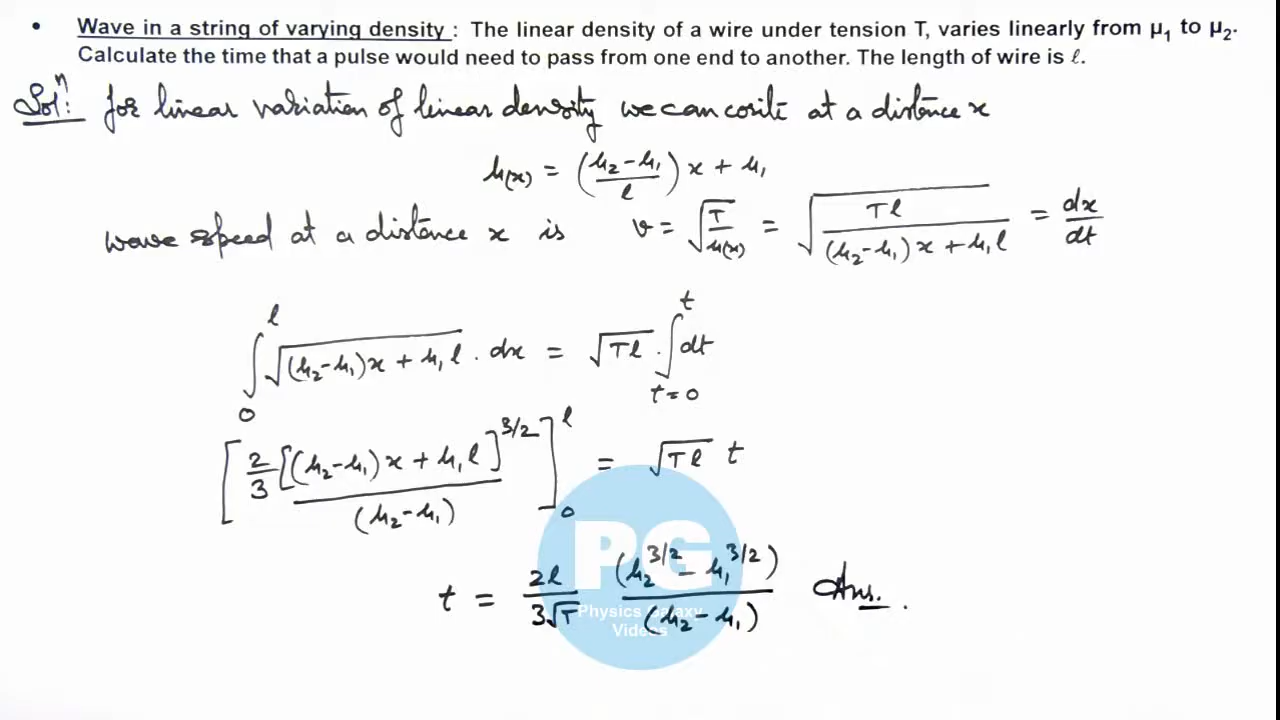 • Wave in a string of varying density : The linear density of a wire under tension T, varies linearly from μ₁ to μ₂.
Calculate the time that a pulse would need to pass from one end to another. The length of wire is ℓ.
Solⁿ: for linear variation of linear density we can write at a distance x
μ(x) = ((μ₂-μ₁)/l) x + μ₁
wave speed at a distance x is v = √(T/μ(x)) = √(Tl/((μ₂-μ₁)x + μ₁l)) = dx/dt
∫₀ˡ √((μ₂-μ₁)x + μ₁l) · dx = √(Tl) · ∫_{t=0}^{t} dt
[2/3 [(μ₂-μ₁)x + μ₁l]^{3/2}/(μ₂-μ₁)]₀ˡ = √(Tl) t
t = 2l/(3√T) (μ₂^{3/2} - μ₁^{3/2})/(μ₂-μ₁) Ans.
PG
Physics Galaxy
Videos